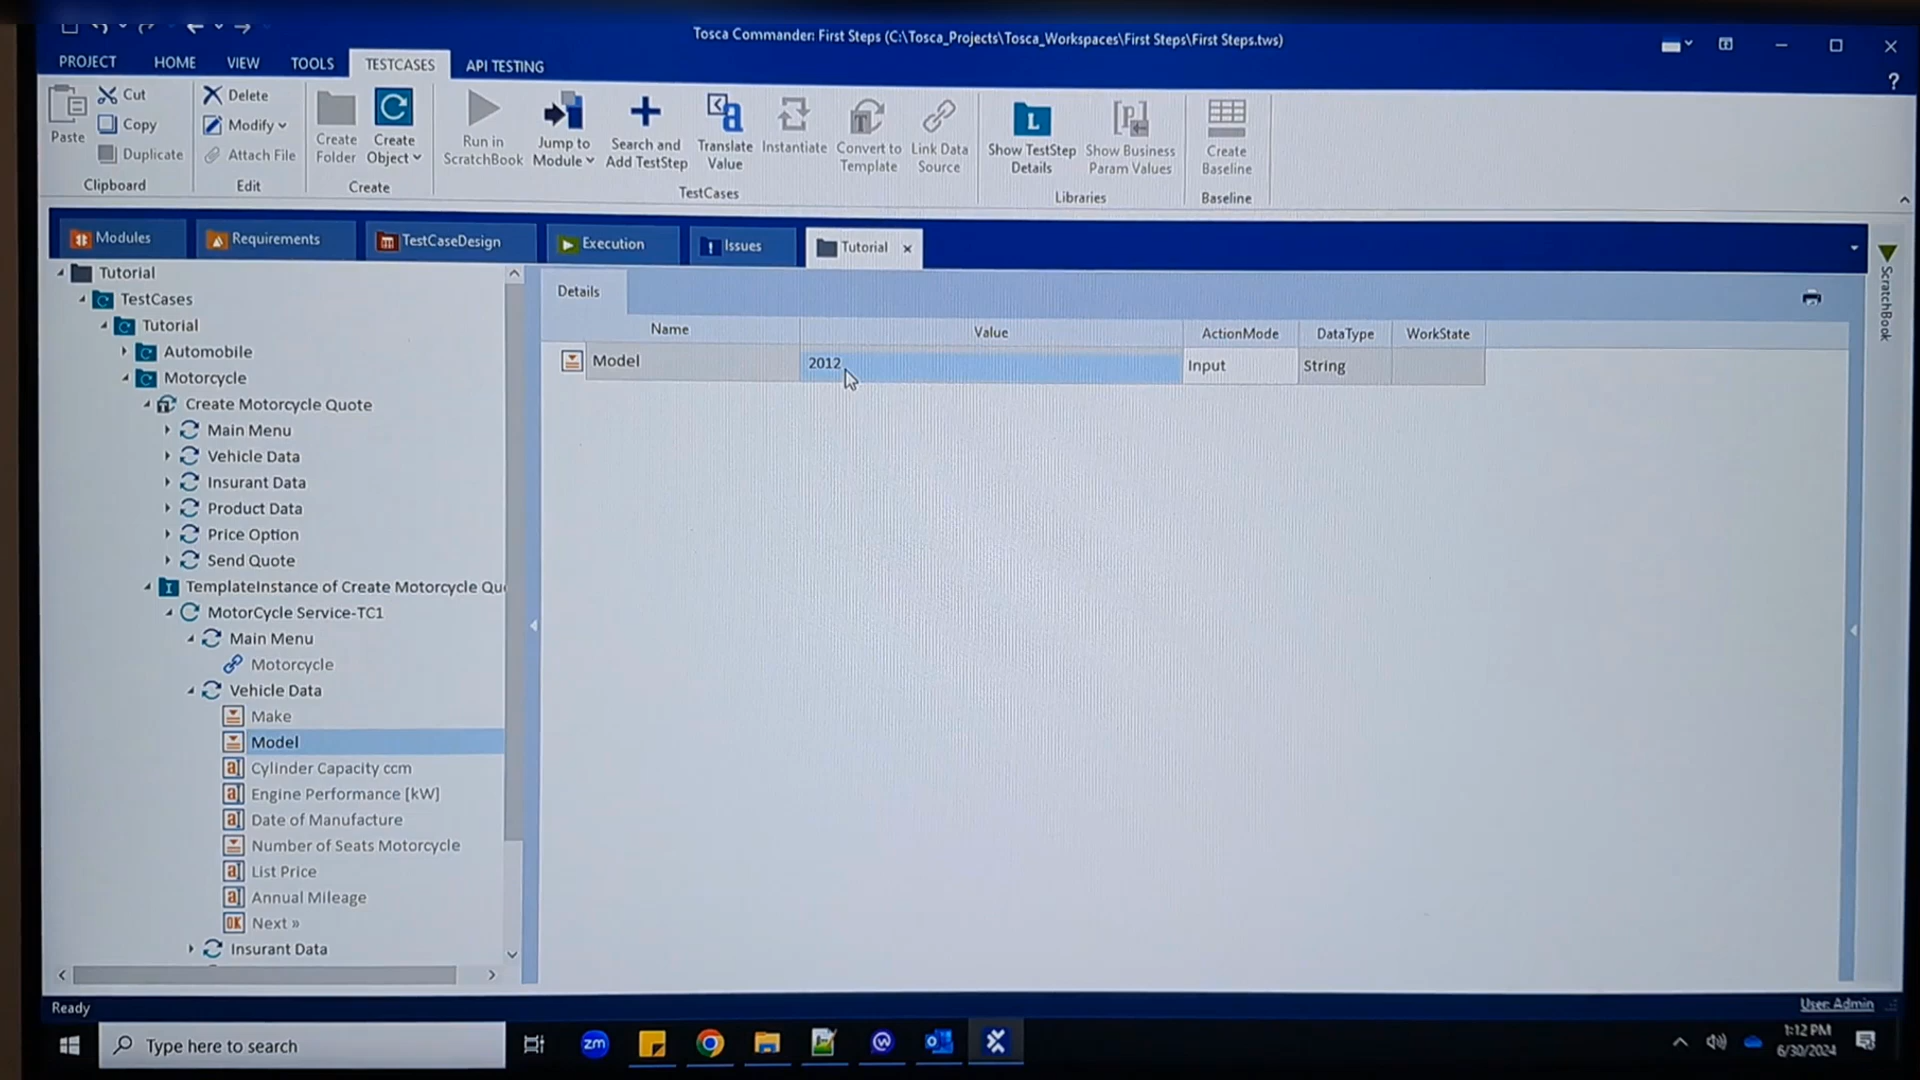 Tosca Commander: First Steps (C:\Tosca_Projects\Tosca_Workspaces\First Steps\First Steps.tws)
PROJECT HOME VIEW TOOLS TESTCASES API TESTING
?
Paste
Cut
Copy
Duplicate
Clipboard
Delete
Modify
Attach File
Edit
Create Folder
Create Object
Create
Run in ScratchBook
Jump to Module
Search and Add TestStep
Translate Value
Instantiate
Convert to Template
Link Data Source
TestCases
Show TestStep Details
Show Business Param Values
Libraries
Create Baseline
Baseline
Modules Requirements TestCaseDesign Execution Issues Tutorial
ScratchBook
Tutorial
TestCases
Tutorial
Automobile
Motorcycle
Create Motorcycle Quote
Main Menu
Vehicle Data
Insurant Data
Product Data
Price Option
Send Quote
TemplateInstance of Create Motorcycle Qu
MotorCycle Service-TC1
Main Menu
Motorcycle
Vehicle Data
Make
Model
Cylinder Capacity ccm
Engine Performance [kW]
Date of Manufacture
Number of Seats Motorcycle
List Price
Annual Mileage
OK Next »
Insurant Data
Details
Name Value ActionMode DataType WorkState
Model 2012 Input String
Ready
User: Admin
Type here to search
zm
1:12 PM
6/30/2024